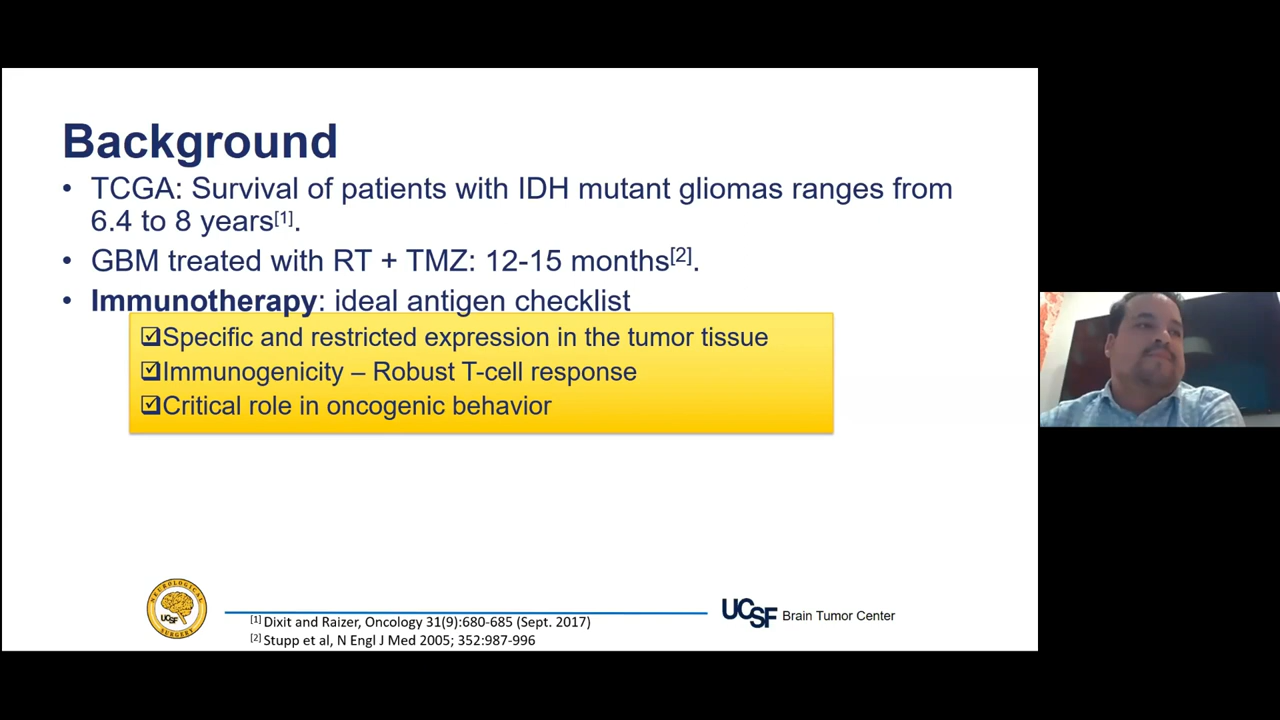 Background
• TCGA: Survival of patients with IDH mutant gliomas ranges from
6.4 to 8 years[1].
• GBM treated with RT + TMZ: 12-15 months[2].
• Immunotherapy: ideal antigen checklist
☑Specific and restricted expression in the tumor tissue
☑Immunogenicity – Robust T-cell response
☑Critical role in oncogenic behavior
NEUROLOGICAL
UCSF
SURGERY
[1] Dixit and Raizer, Oncology 31(9):680-685 (Sept. 2017)
[2] Stupp et al, N Engl J Med 2005; 352:987-996
UCSF Brain Tumor Center